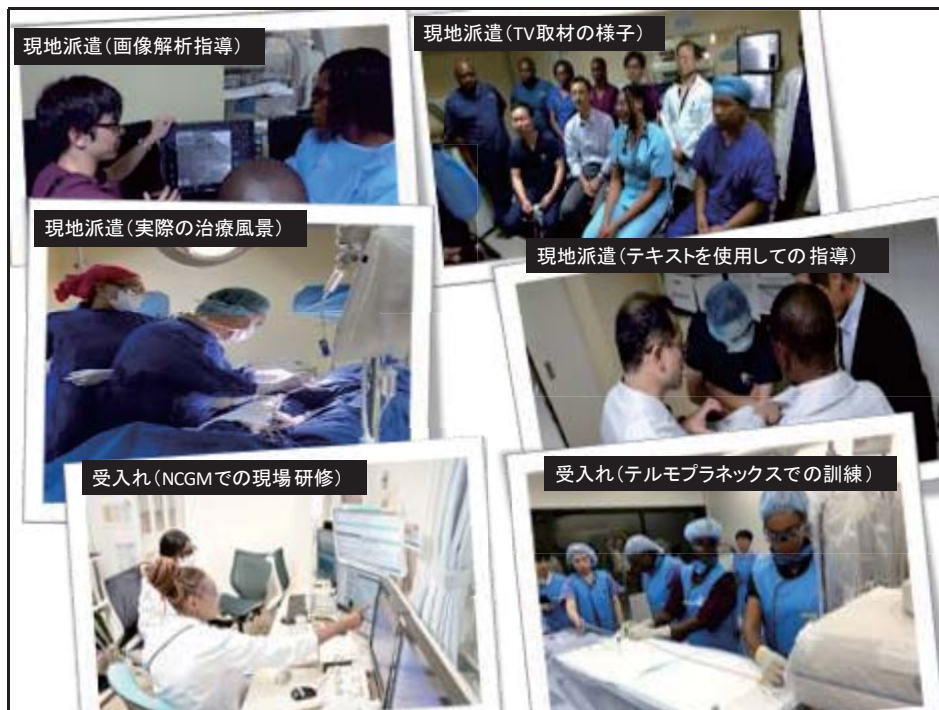 現地派遣(画像解析指導)
現地派遣(TV取材の様子)
現地派遣(実際の治療風景)
現地派遣(テキストを使用しての指導)
受入れ(NCGMでの現場研修)
受入れ(テルモプラネックスでの訓練)